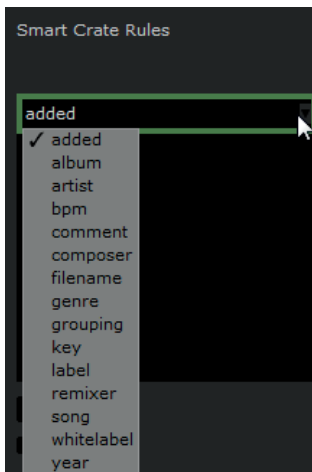 Smart Crate Rules
added
added
album
artist
bpm
comment
composer
filename
genre
grouping
key
label
remixer
song
whitelabel
year